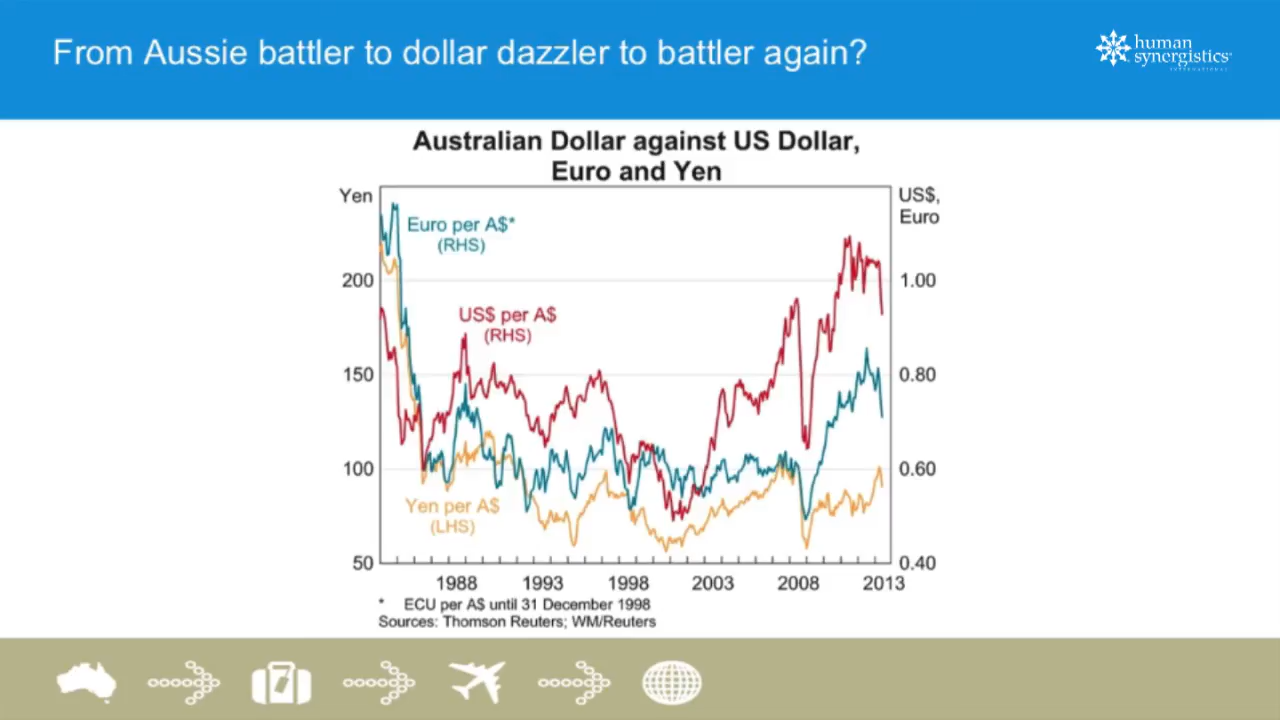 From Aussie battler to dollar dazzler to battler again?
human
synergistics
INTERNATIONAL
Australian Dollar against US Dollar,
Euro and Yen
Yen
US$,
Euro
Euro per A$*
(RHS)
200
1.00
US$ per A$
(RHS)
150
0.80
100
0.60
Yen per A$
(LHS)
50
0.40
1988 1993 1998 2003 2008 2013
* ECU per A$ until 31 December 1998
Sources: Thomson Reuters; WM/Reuters